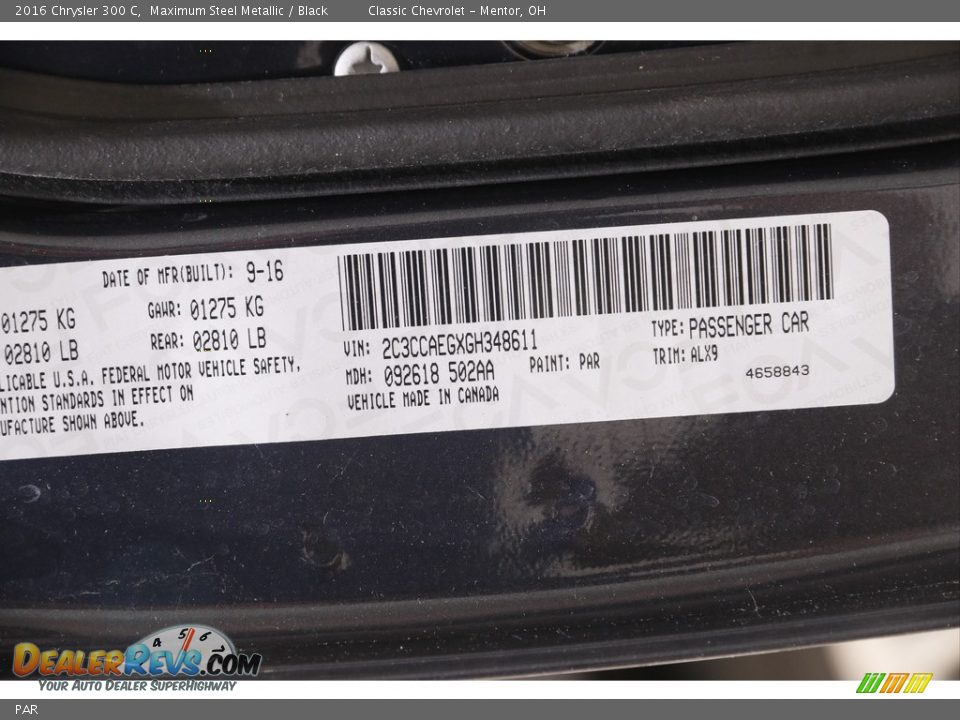 2016 Chrysler 300 C, Maximum Steel Metallic / Black Classic Chevrolet - Mentor, OH
DATE OF MFR(BUILT): 9-16
01275 KG GAWR: 01275 KG
02810 LB REAR: 02810 LB
LICABLE U.S.A. FEDERAL MOTOR VEHICLE SAFETY,
NTION STANDARDS IN EFFECT ON
UFACTURE SHOWN ABOVE.
VIN: 2C3CCAEGXGH348611 TYPE: PASSENGER CAR
MDH: 092618 502AA PAINT: PAR TRIM: ALX9
VEHICLE MADE IN CANADA 4658843
4 5 6
DEALERREVS.COM
YOUR AUTO DEALER SUPERHIGHWAY
PAR